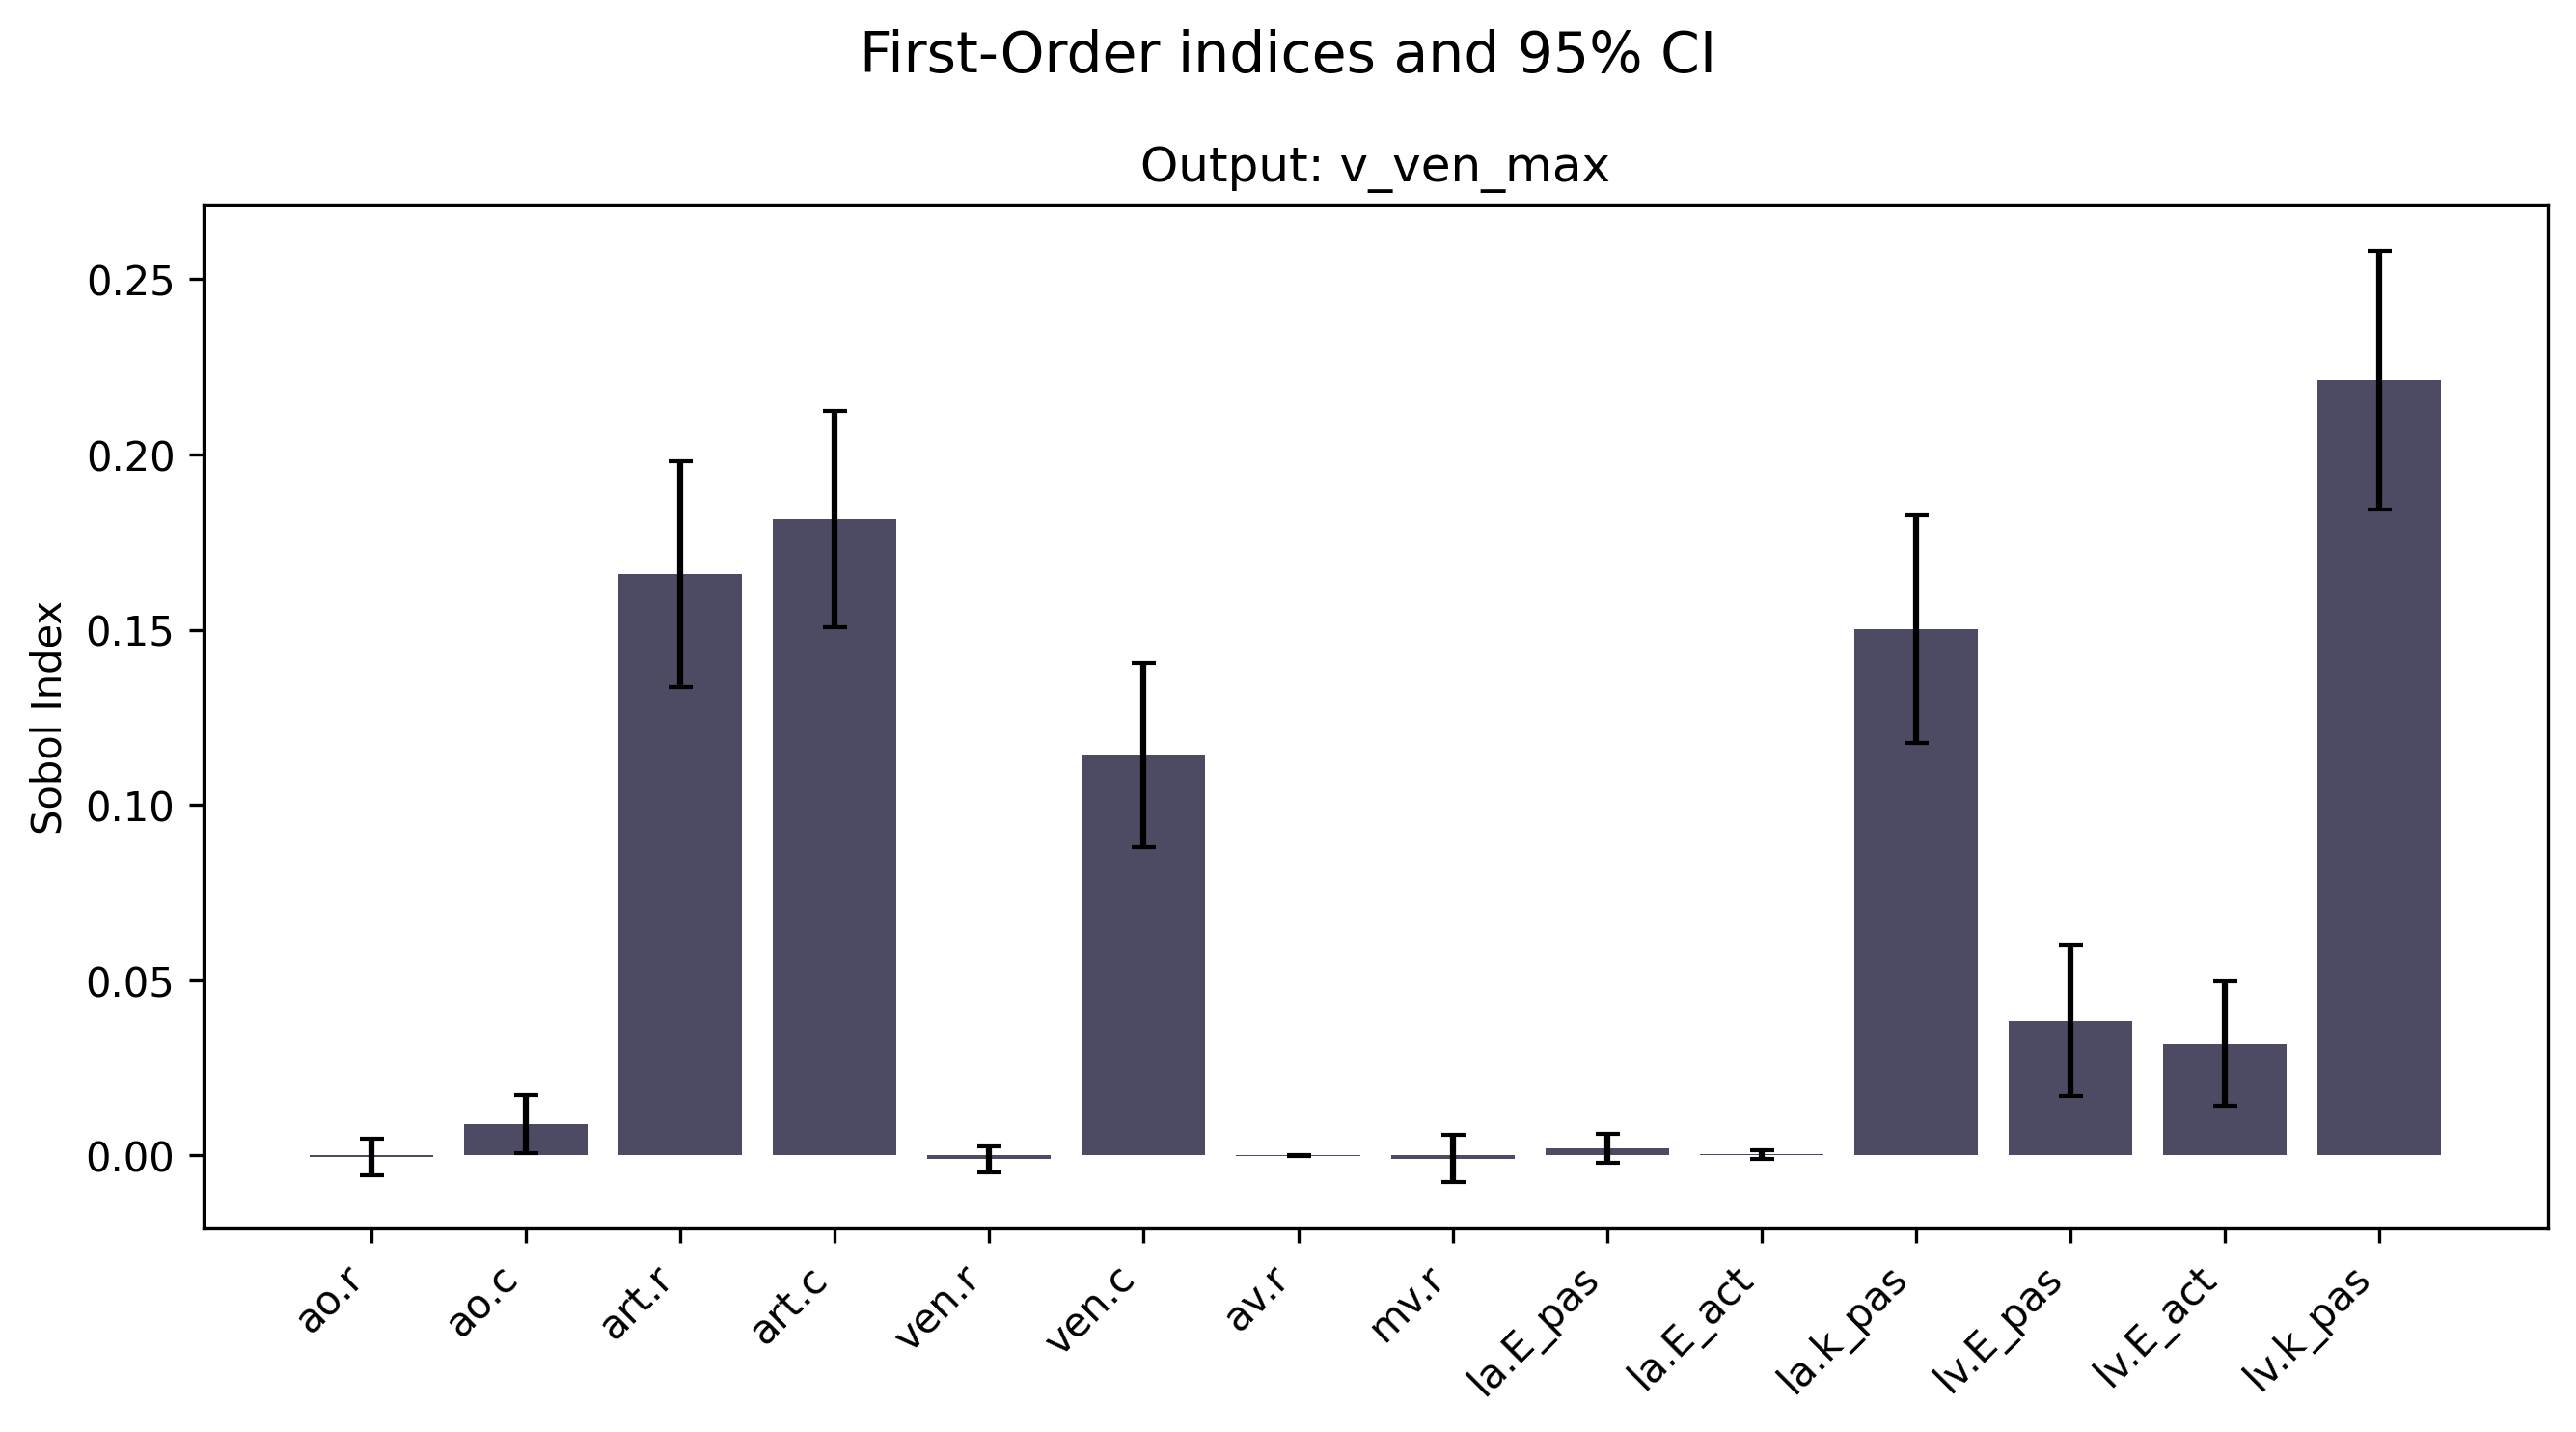 First-Order indices and 95% CI
Output: v_ven_max
Sobol Index
0.25
0.20
0.15
0.10
0.05
0.00
ao.r
ao.c
art.r
art.c
ven.r
ven.c
av.r
mv.r
la.E_pas
la.E_act
la.k_pas
lv.E_pas
lv.E_act
lv.k_pas